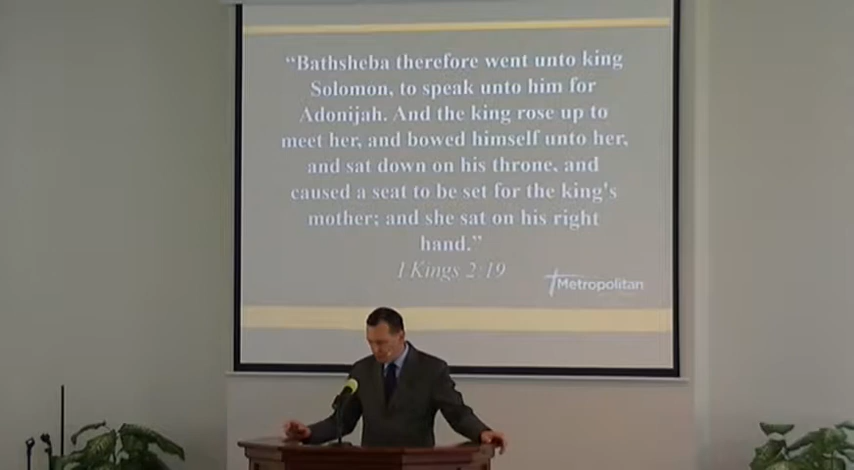 “Bathsheba therefore went unto king
Solomon, to speak unto him for
Adonijah. And the king rose up to
meet her, and bowed himself unto her,
and sat down on his throne, and
caused a seat to be set for the king's
mother; and she sat on his right
hand.”
I Kings 2:19
Metropolitan